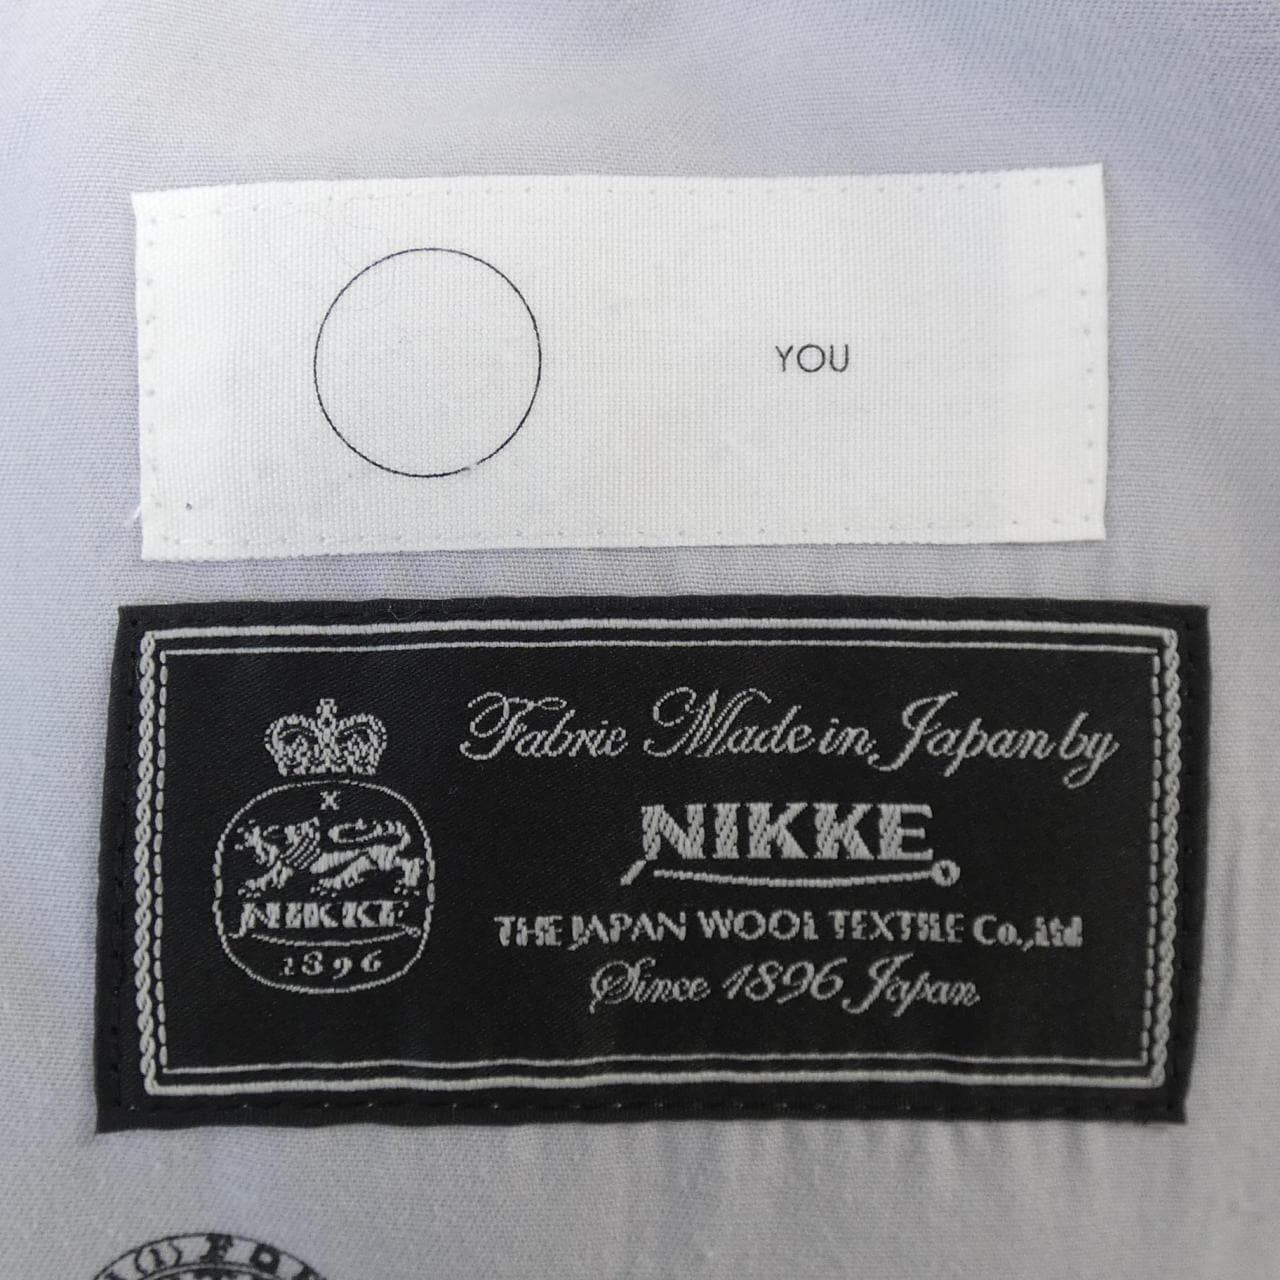 YOU
Fabric Made in Japan by
NIKKE
THE JAPAN WOOL TEXTILE Co.,Ltd
Since 1896 Japan
NIKKE
1896